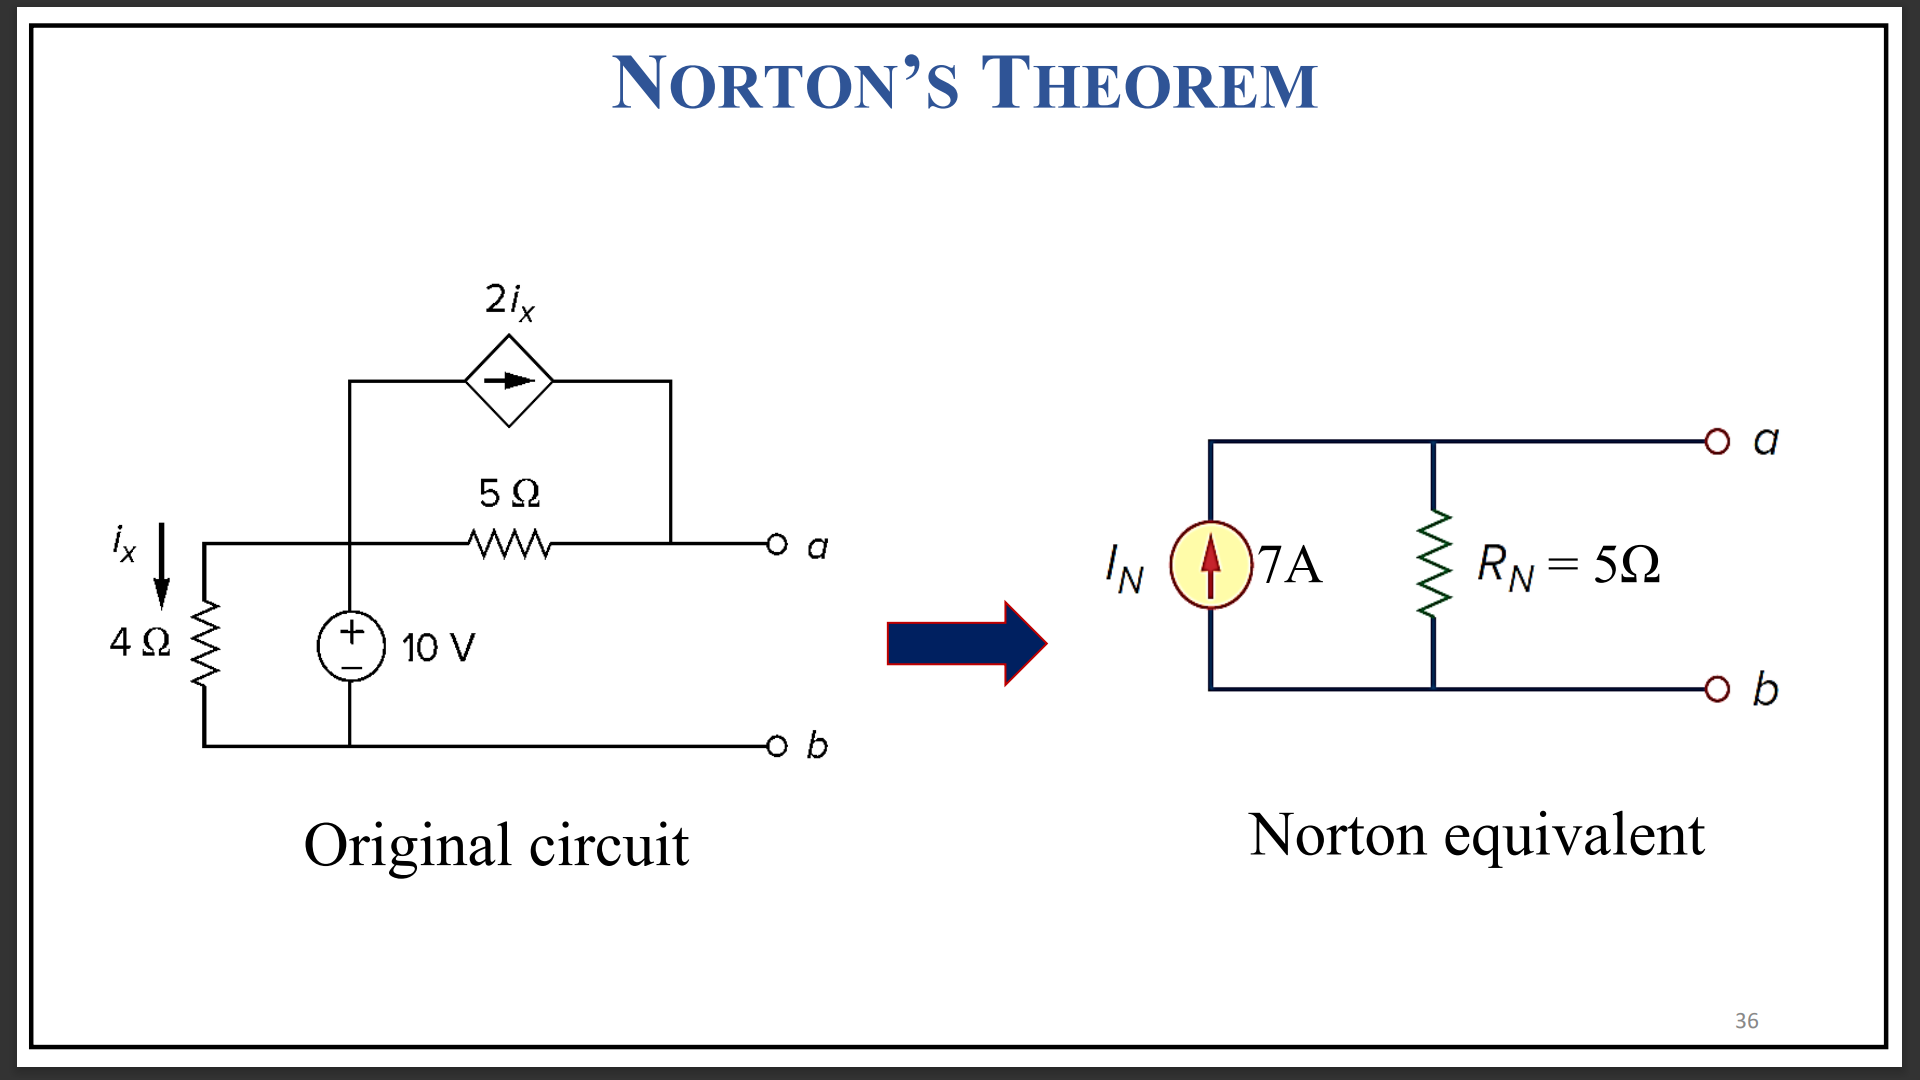 NORTON’S THEOREM
2ix
5 Ω
ix
4 Ω
+
−
10 V
a
b
Original circuit
IN
7A
RN = 5Ω
a
b
Norton equivalent
36